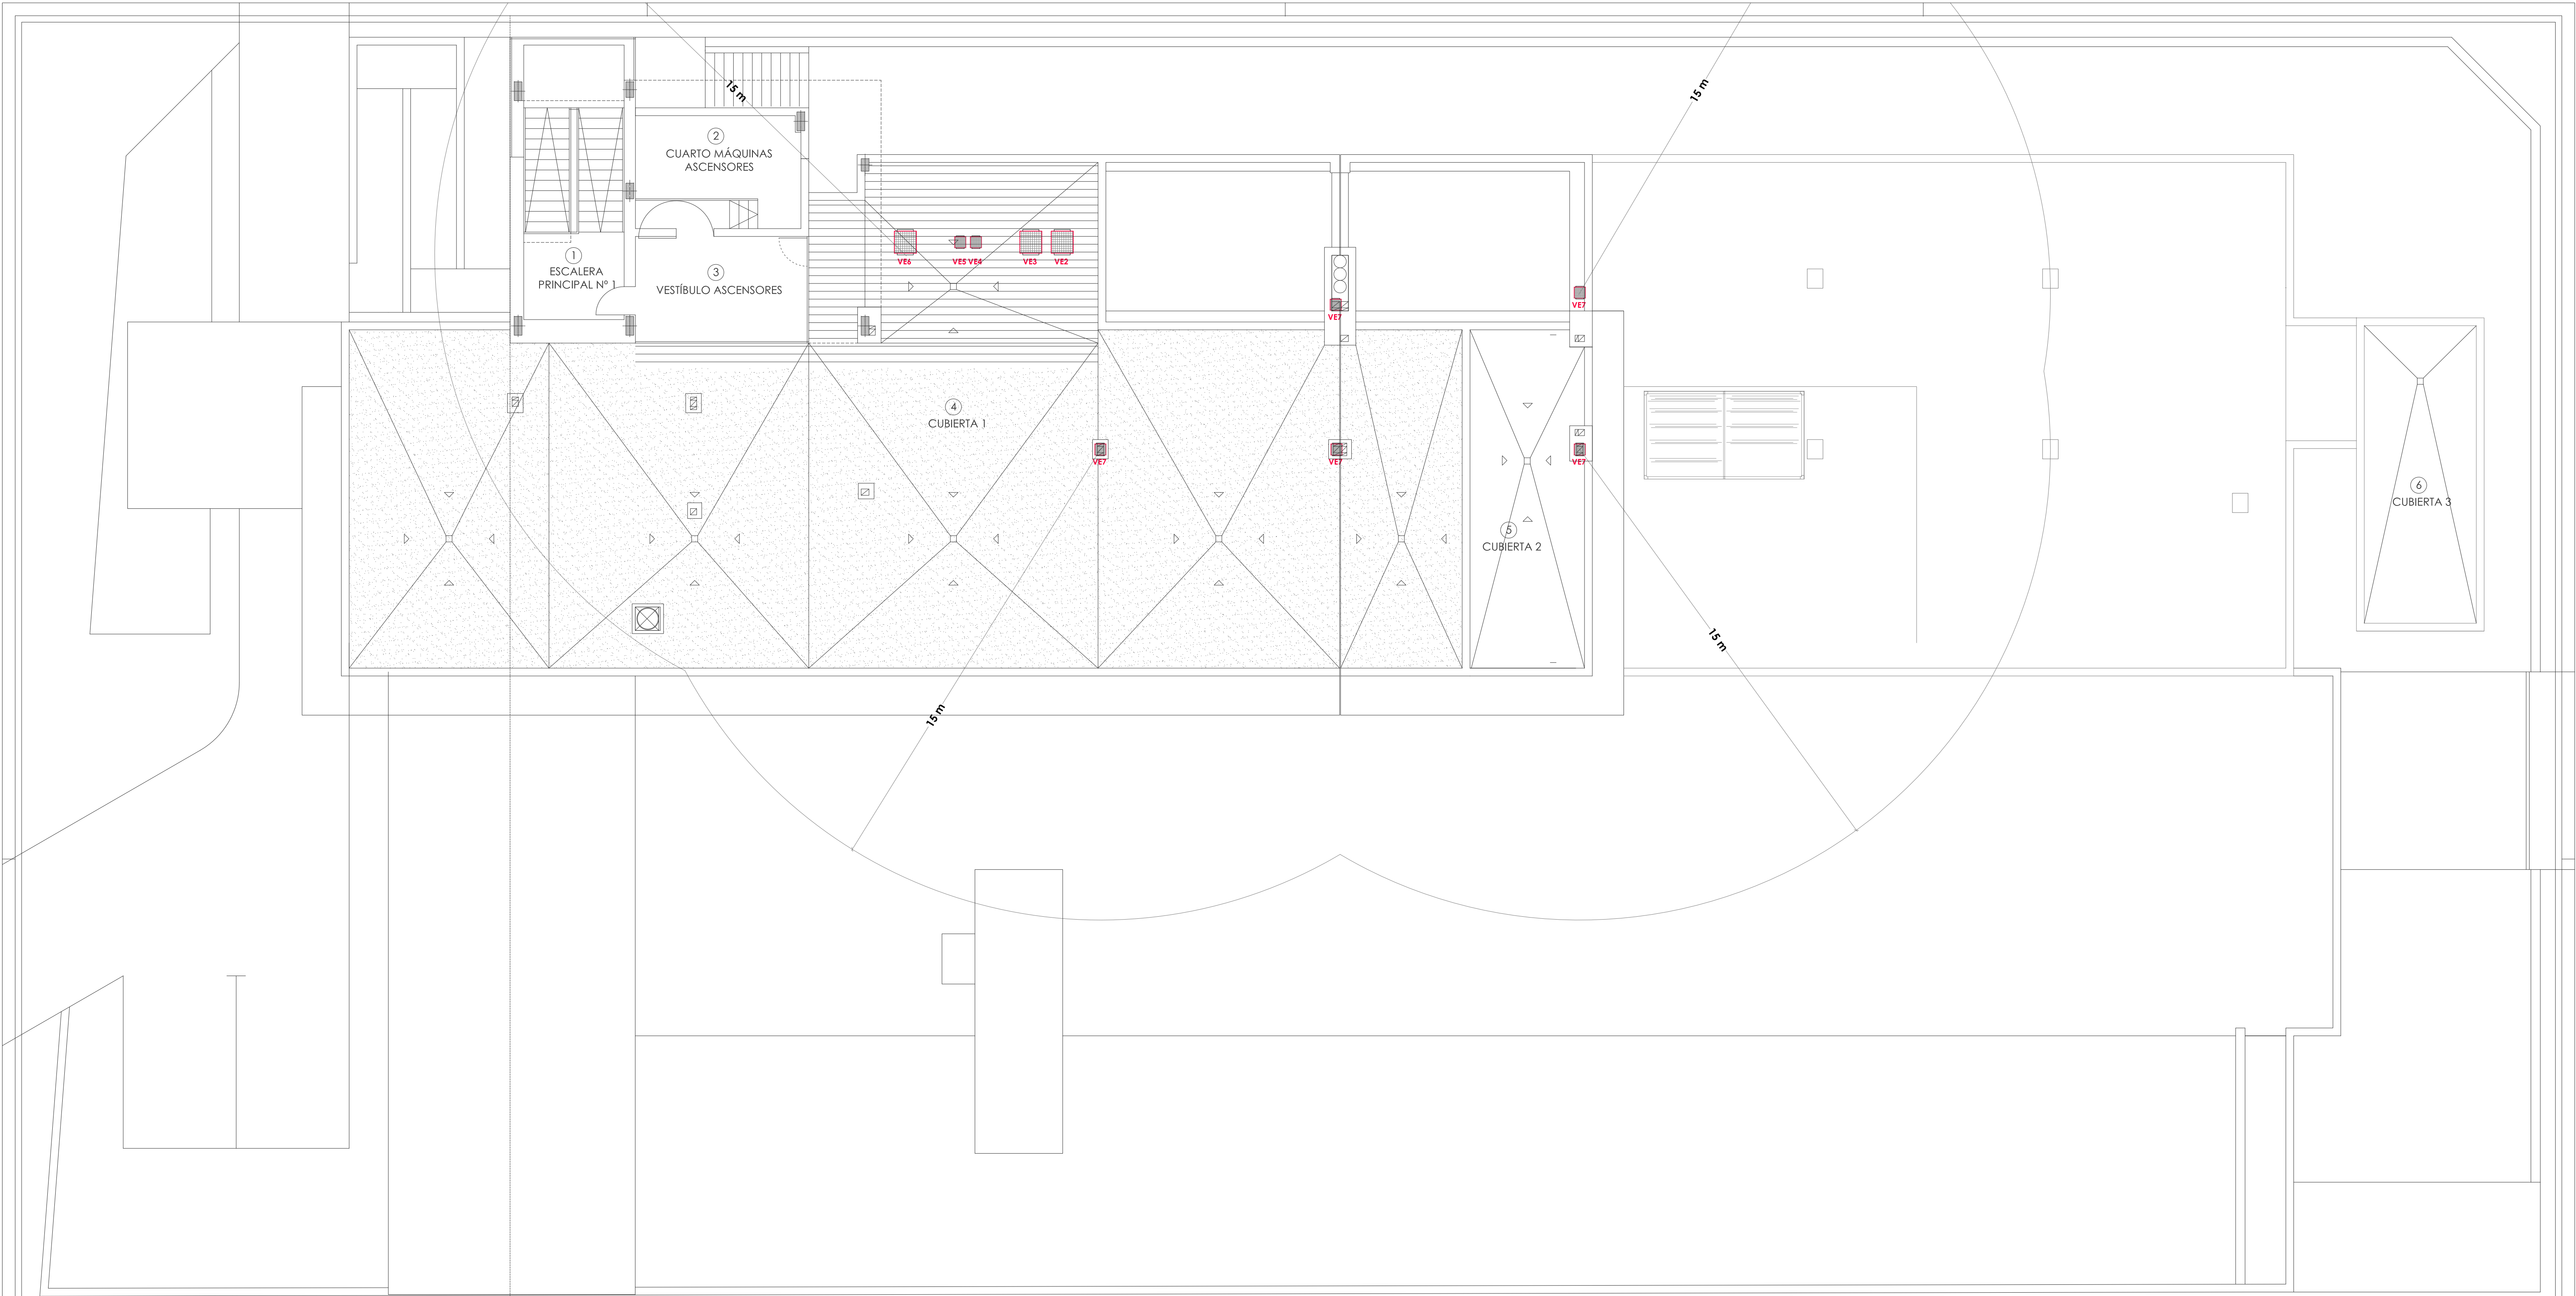 15 m
15 m
2
CUARTO MÁQUINAS
ASCENSORES
1
ESCALERA
PRINCIPAL Nº 1
3
VESTÍBULO ASCENSORES
VE6
VE5 VE4
VE3
VE2
VE7
VE7
4
CUBIERTA 1
VE7
VE7
VE7
5
CUBIERTA 2
6
CUBIERTA 3
15 m
15 m